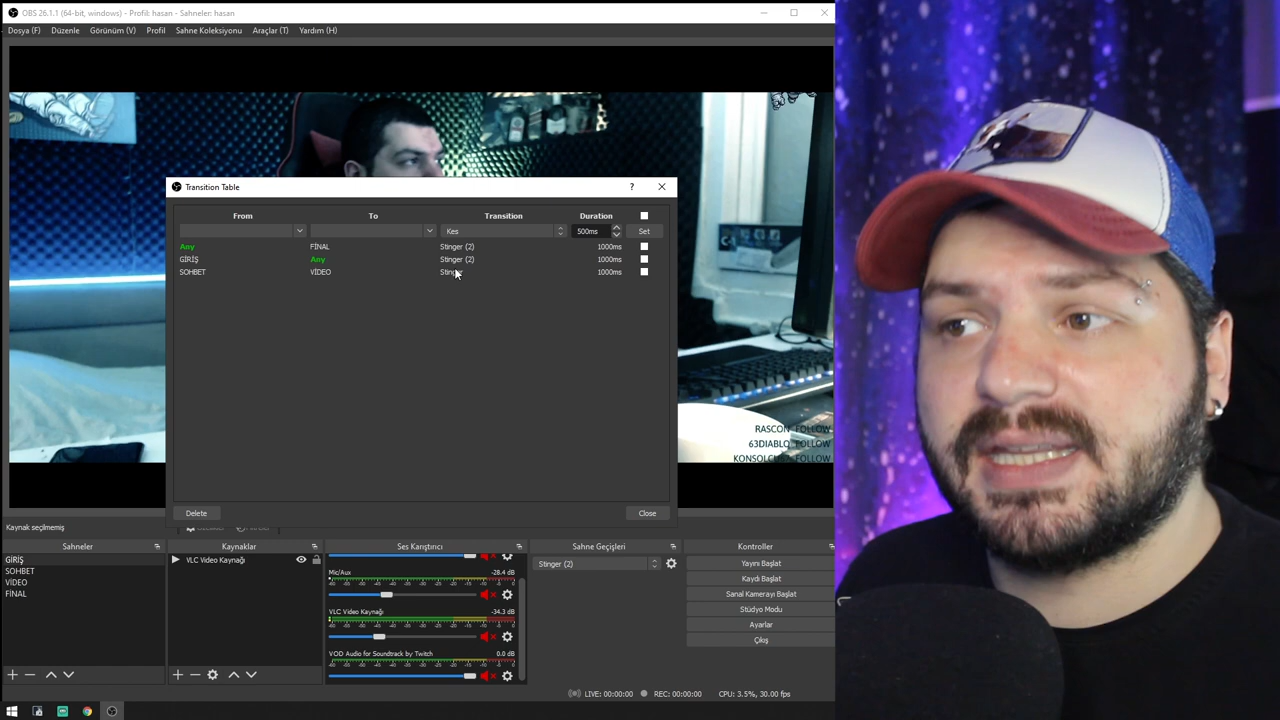 OBS 26.1.1 (64-bit, windows) - Profil: hasan - Sahneler: hasan
Dosya (F) Düzenle Görünüm (V) Profil Sahne Koleksiyonu Araçlar (T) Yardım (H)
Transition Table
From To Transition Duration
Kes 500ms Set
Any FİNAL Stinger (2) 1000ms
GİRİŞ Any Stinger (2) 1000ms
SOHBET VİDEO Stinger 1000ms
RASCON FOLLOW
63DIABLO FOLLOW
Delete Close
Kaynak seçilmemiş
Sahneler Kaynaklar Ses Karıştırıcı Sahne Geçişleri Kontroller
GİRİŞ
SOHBET
VİDEO
FİNAL
VLC Video Kaynağı
Mic/Aux -28.4 dB
VLC Video Kaynağı -34.3 dB
VOD Audio for Soundtrack by Twitch 0.0 dB
Stinger (2)
Yayını Başlat
Kaydı Başlat
Sanal Kamerayı Başlat
Stüdyo Modu
Ayarlar
Çıkış
LIVE: 00:00:00 REC: 00:00:00 CPU: 3.5%, 30.00 fps